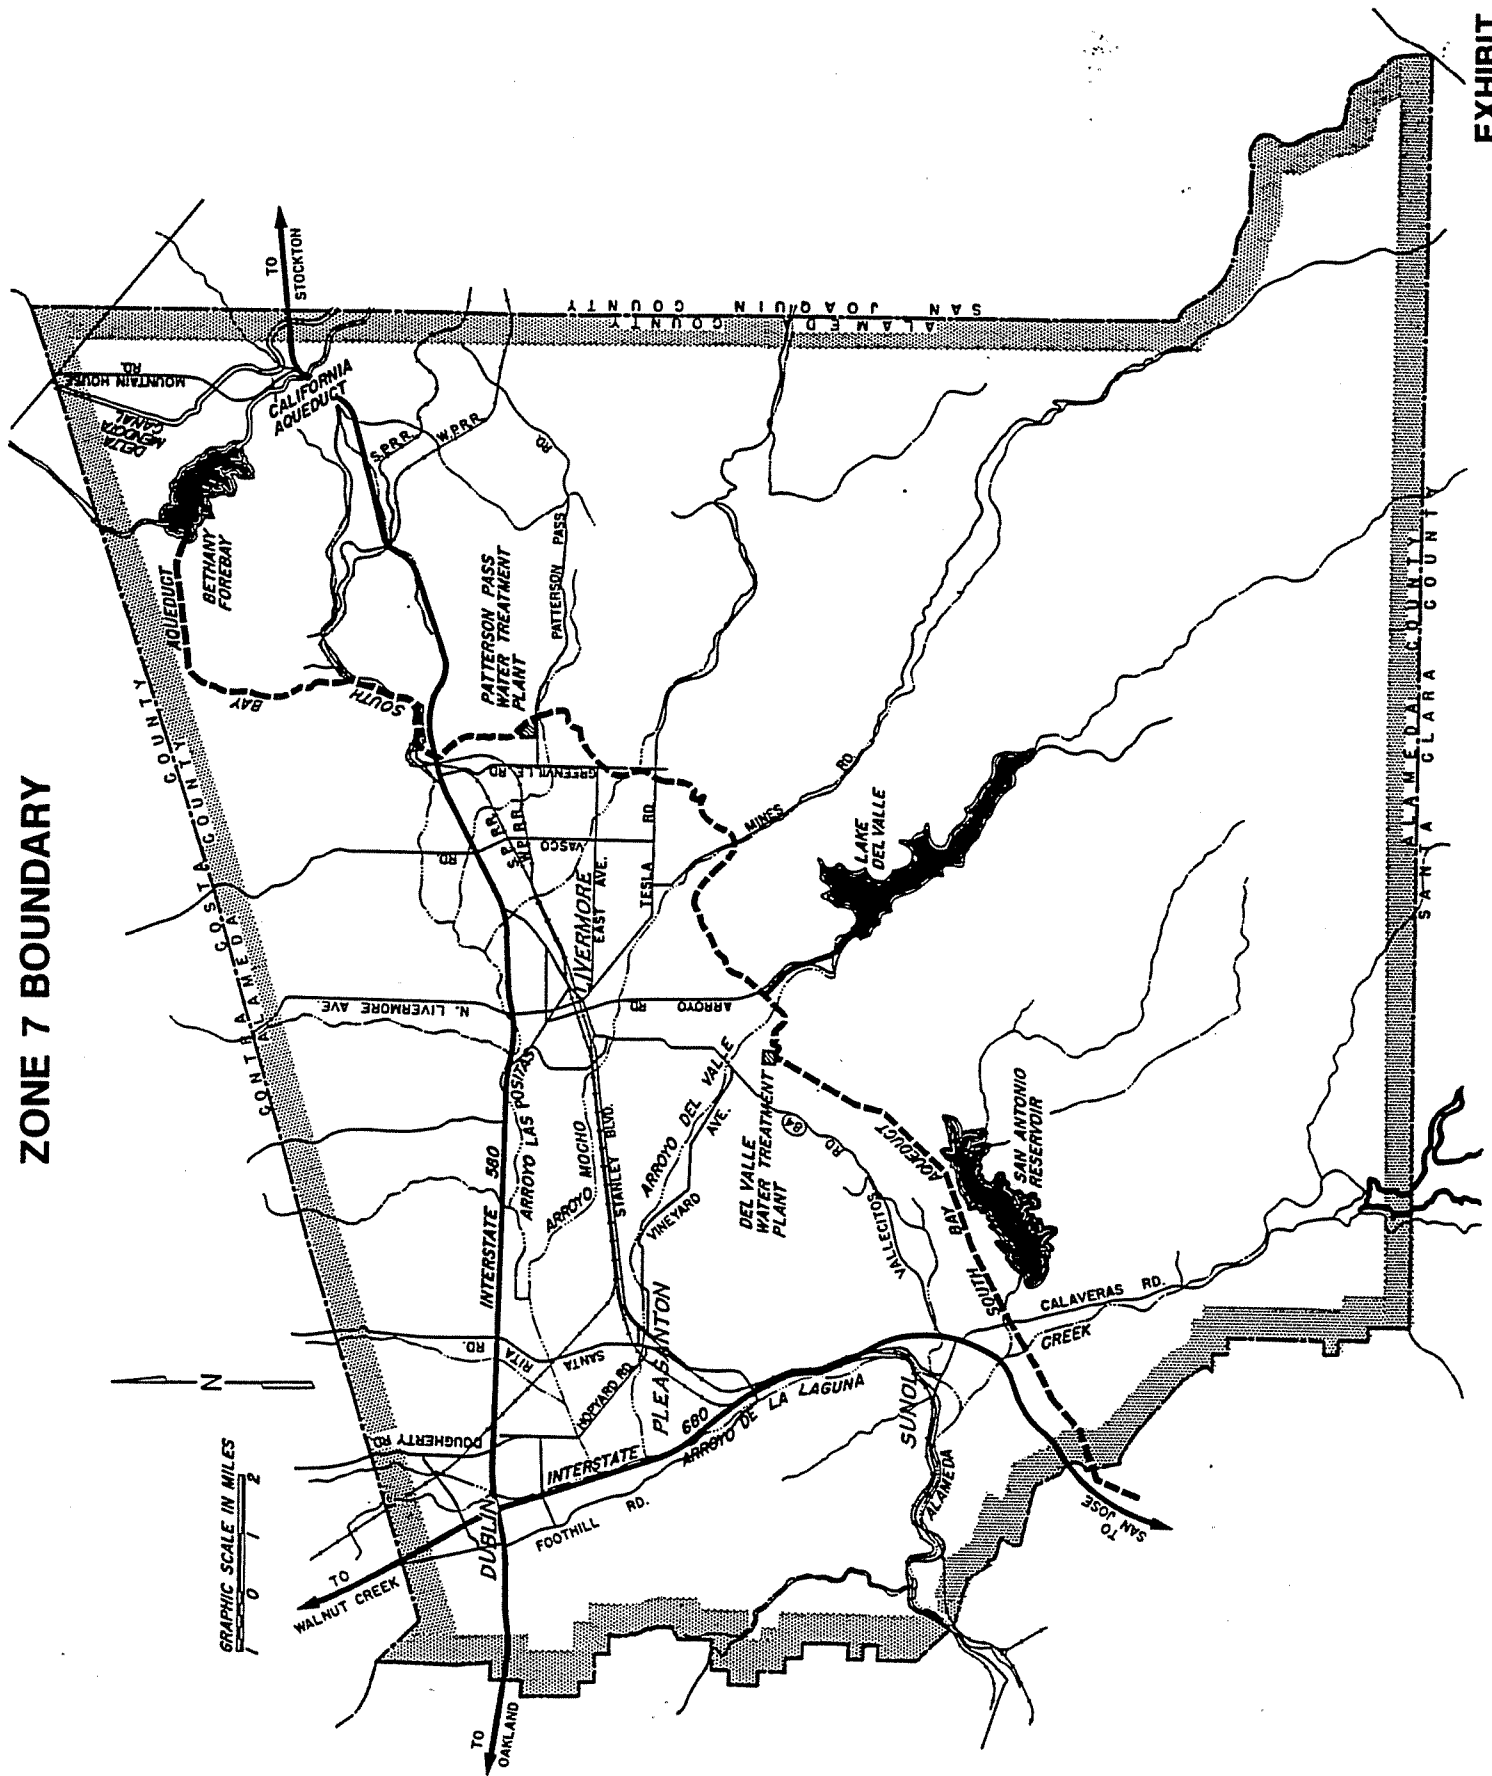 ZONE 7 BOUNDARY
GRAPHIC SCALE IN MILES
1 0 1 2
N
TO
WALNUT CREEK
TO
OAKLAND
TO
STOCKTON
TO
SAN JOSE
CONTRA COSTA COUNTY
ALAMEDA COUNTY
SAN JOAQUIN COUNTY
ALAMEDA COUNTY
ALAMEDA COUNTY
SANTA CLARA COUNTY
MOUNTAIN HOUSE
RD.
DELTA
MENDOTA
CANAL
CALIFORNIA
AQUEDUCT
BETHANY
FOREBAY
SOUTH BAY AQUEDUCT
S.P.R.R.
W.P.R.R.
PATTERSON PASS RD.
PATTERSON PASS
WATER TREATMENT
PLANT
GREENVILLE RD
VASCO RD
S.P.R.R.
W.P.R.R.
LIVERMORE
EAST AVE.
TESLA RD
MINES RD
LAKE
DEL VALLE
N. LIVERMORE AVE
ARROYO RD
INTERSTATE 580
ARROYO LAS POSITAS
ARROYO MOCHO
STANLEY BLVD.
ARROYO DEL VALLE
VINEYARD AVE.
DEL VALLE
WATER TREATMENT
PLANT
84
VALLECITOS RD
SOUTH BAY AQUEDUCT
SAN ANTONIO
RESERVOIR
CALAVERAS RD.
CREEK
SANTA RITA RD.
HOPYARD RD.
PLEASANTON
DOUGHERTY RD.
DUBLIN
FOOTHILL RD.
INTERSTATE 680
ARROYO DE LA LAGUNA
SUNOL
ALAMEDA
EXHIBIT